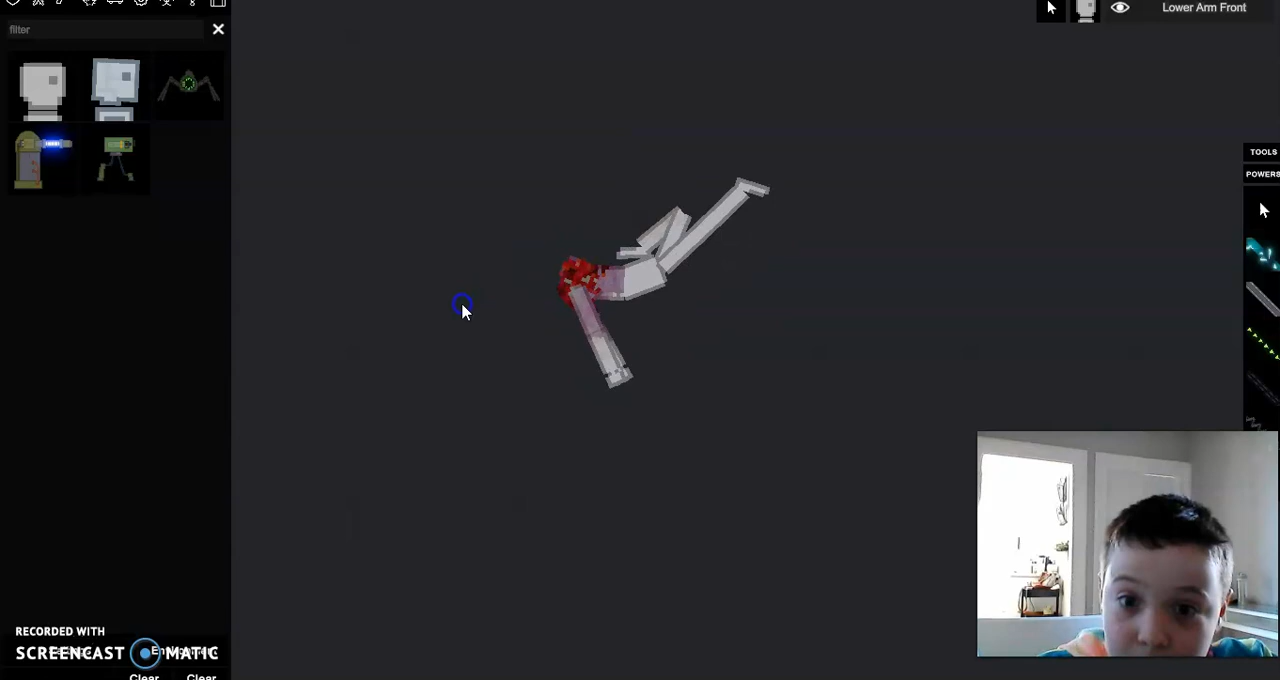 Lower Arm Front
filter
TOOLS
POWERS
RECORDED WITH
SCREENCAST MATIC
Clear Clear